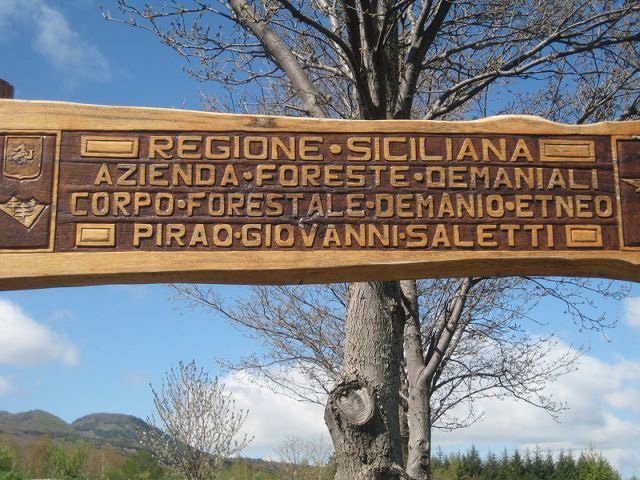 REGIONE·SICILIANA
AZIENDA·FORESTE·DEMANIALI
CORPO·FORESTALE·DEMANIO·ETNEO
PIRAO·GIOVANNI·SALETTI